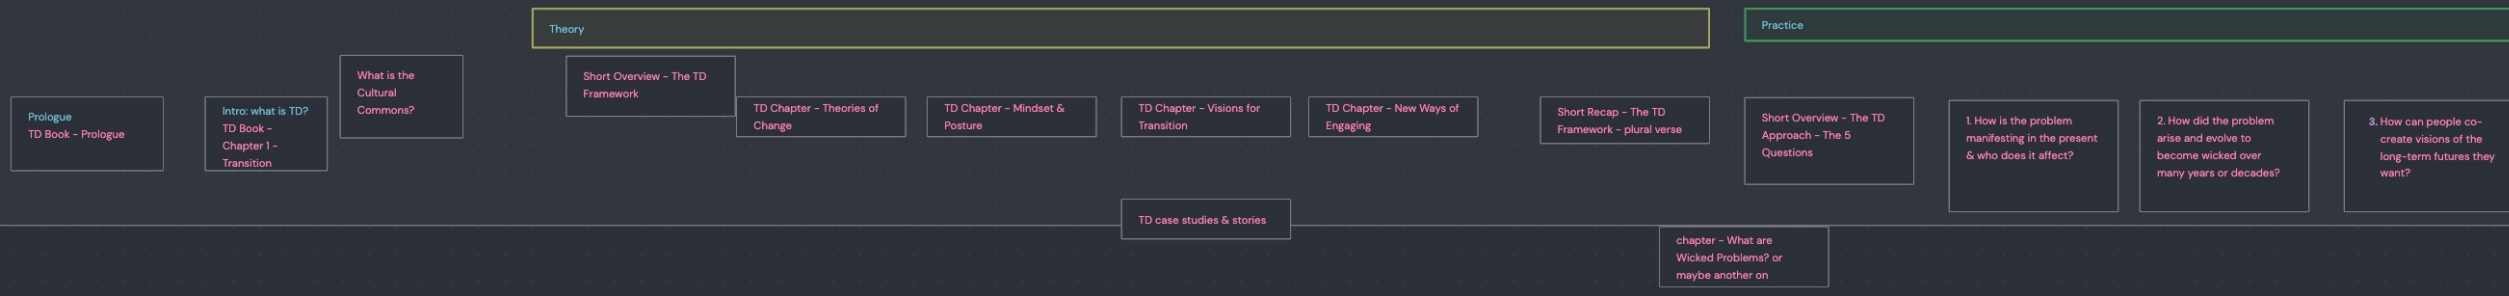 Theory
Practice
Prologue
TD Book - Prologue
Intro: what is TD?
TD Book -
Chapter 1 -
Transition
What is the
Cultural
Commons?
Short Overview - The TD
Framework
TD Chapter - Theories of
Change
TD Chapter - Mindset &
Posture
TD Chapter - Visions for
Transition
TD Chapter - New Ways of
Engaging
Short Recap - The TD
Framework - plural verse
Short Overview - The TD
Approach - The 5
Questions
1. How is the problem
manifesting in the present
& who does it affect?
2. How did the problem
arise and evolve to
become wicked over
many years or decades?
3. How can people co-
create visions of the
long-term futures they
want?
TD case studies & stories
chapter - What are
Wicked Problems? or
maybe another on